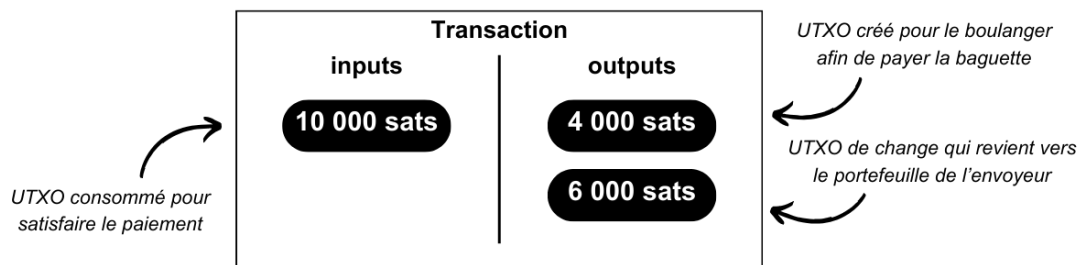 Transaction
inputs
outputs
10 000 sats
4 000 sats
6 000 sats
UTXO consommé pour
satisfaire le paiement
UTXO créé pour le boulanger
afin de payer la baguette
UTXO de change qui revient vers
le portefeuille de l’envoyeur